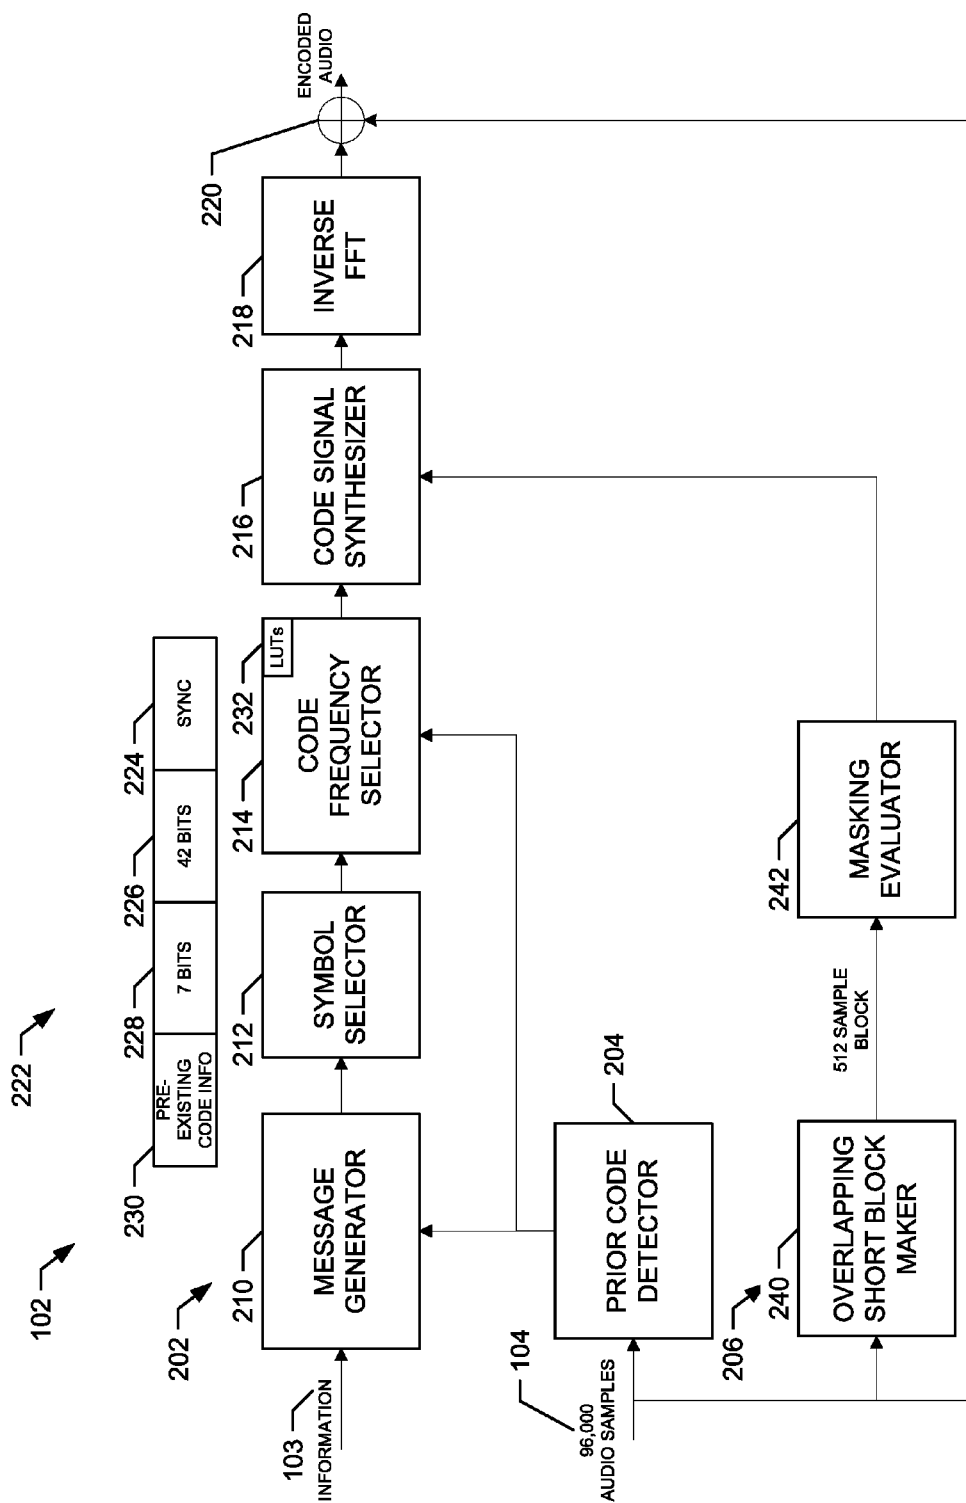 102
222
230
228
226
224
PRE-
EXISTING
CODE INFO
7 BITS
42 BITS
SYNC
202
210
212
214
232
216
218
220
103
INFORMATION
MESSAGE
GENERATOR
SYMBOL
SELECTOR
CODE
FREQUENCY
SELECTOR
LUTs
CODE SIGNAL
SYNTHESIZER
INVERSE
FFT
ENCODED
AUDIO
104
96,000
AUDIO SAMPLES
204
PRIOR CODE
DETECTOR
206
240
OVERLAPPING
SHORT BLOCK
MAKER
512 SAMPLE
BLOCK
242
MASKING
EVALUATOR